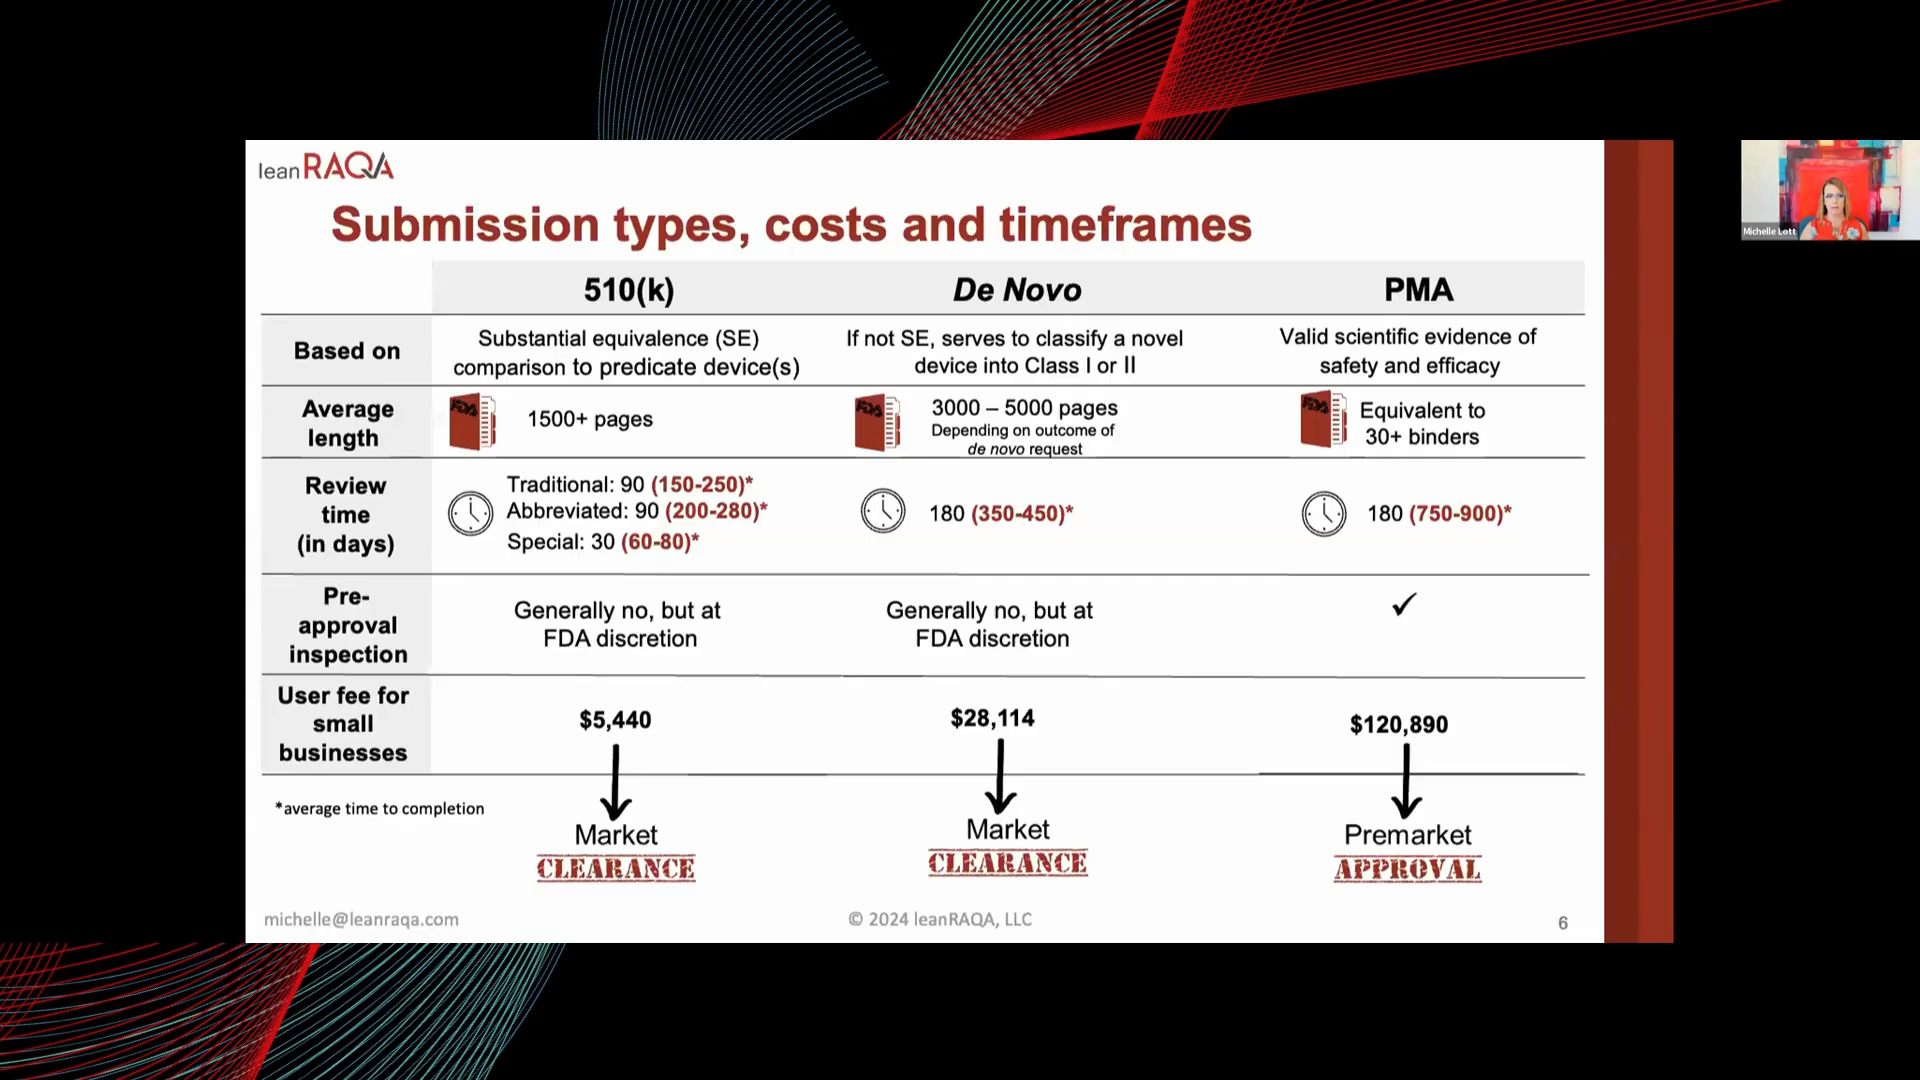 leanRAQA
Submission types, costs and timeframes
510(k)
De Novo
PMA
Based on
Substantial equivalence (SE)
comparison to predicate device(s)
If not SE, serves to classify a novel
device into Class I or II
Valid scientific evidence of
safety and efficacy
Average
length
FDA
1500+ pages
FDA
3000 – 5000 pages
Depending on outcome of
de novo request
FDA
Equivalent to
30+ binders
Review
time
(in days)
Traditional: 90 (150-250)*
Abbreviated: 90 (200-280)*
Special: 30 (60-80)*
180 (350-450)*
180 (750-900)*
Pre-
approval
inspection
Generally no, but at
FDA discretion
Generally no, but at
FDA discretion
✓
User fee for
small
businesses
$5,440
$28,114
$120,890
*average time to completion
Market
CLEARANCE
Market
CLEARANCE
Premarket
APPROVAL
michelle@leanraqa.com
© 2024 leanRAQA, LLC
6
Michelle Lott